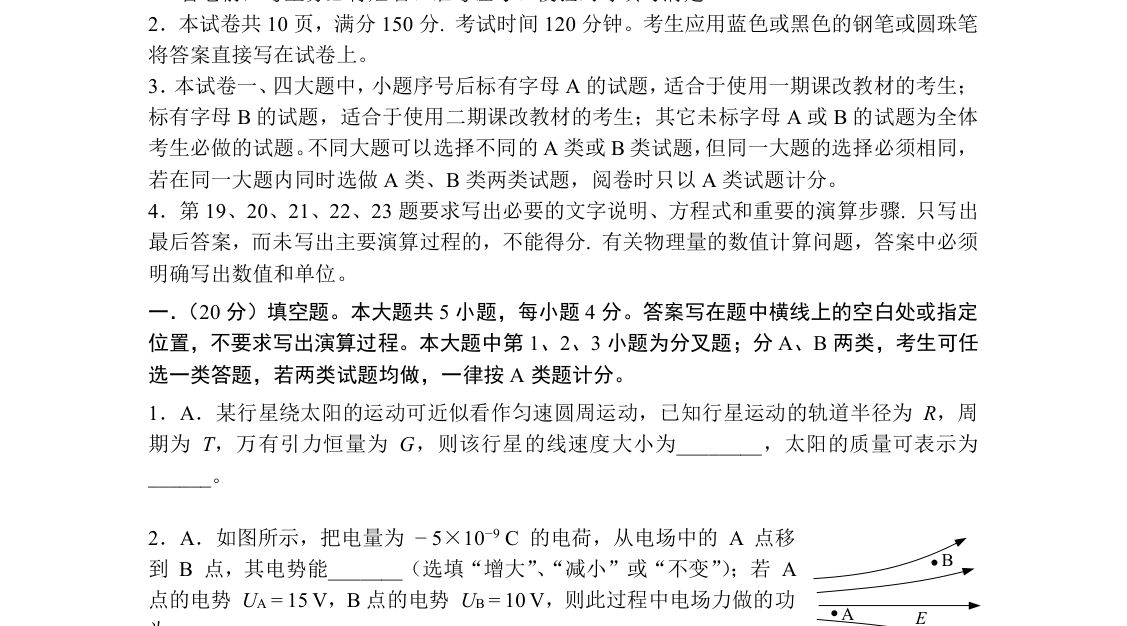 2．本试卷共 10 页，满分 150 分. 考试时间 120 分钟。考生应用蓝色或黑色的钢笔或圆珠笔
将答案直接写在试卷上。
3．本试卷一、四大题中，小题序号后标有字母 A 的试题，适合于使用一期课改教材的考生；
标有字母 B 的试题，适合于使用二期课改教材的考生；其它未标字母 A 或 B 的试题为全体
考生必做的试题。不同大题可以选择不同的 A 类或 B 类试题，但同一大题的选择必须相同，
若在同一大题内同时选做 A 类、B 类两类试题，阅卷时只以 A 类试题计分。
4．第 19、20、21、22、23 题要求写出必要的文字说明、方程式和重要的演算步骤. 只写出
最后答案，而未写出主要演算过程的，不能得分. 有关物理量的数值计算问题，答案中必须
明确写出数值和单位。
一．（20 分）填空题。本大题共 5 小题，每小题 4 分。答案写在题中横线上的空白处或指定
位置，不要求写出演算过程。本大题中第 1、2、3 小题为分叉题；分 A、B 两类，考生可任
选一类答题，若两类试题均做，一律按 A 类题计分。
1．A．某行星绕太阳的运动可近似看作匀速圆周运动，已知行星运动的轨道半径为 R，周
期为 T，万有引力恒量为 G，则该行星的线速度大小为________，太阳的质量可表示为
______。
2．A．如图所示，把电量为 －5×10⁻⁹ C 的电荷，从电场中的 A 点移
到 B 点，其电势能_______（选填“增大”、“减小”或“不变”）；若 A
点的电势 UA = 15 V，B 点的电势 UB = 10 V，则此过程中电场力做的功
B
A
E